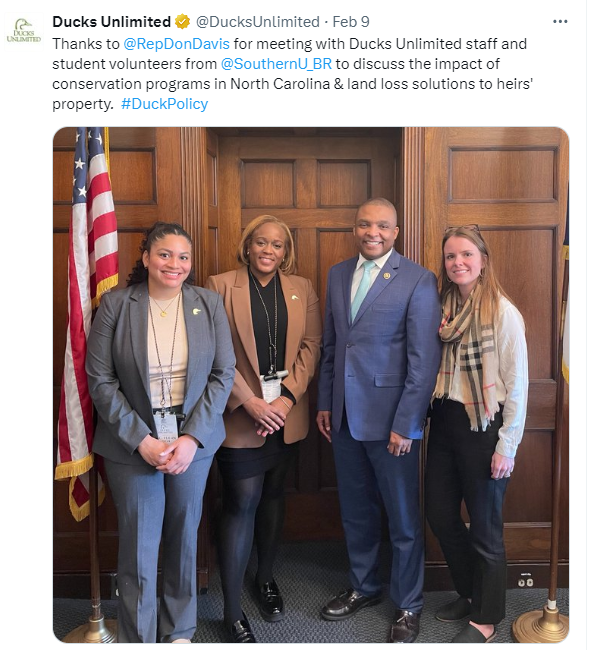 Ducks Unlimited @DucksUnlimited · Feb 9
DUCKS
UNLIMITED
Thanks to @RepDonDavis for meeting with Ducks Unlimited staff and
student volunteers from @SouthernU_BR to discuss the impact of
conservation programs in North Carolina & land loss solutions to heirs'
property. #DuckPolicy